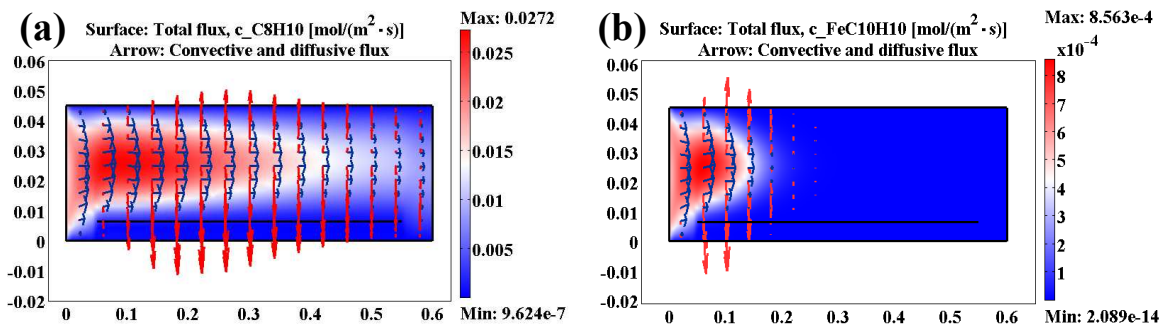 (a)
Surface: Total flux, c_C8H10 [mol/(m²·s)]
Arrow: Convective and diffusive flux
Max: 0.0272
0.06
0.05
0.04
0.03
0.02
0.01
0
-0.01
-0.02
0 0.1 0.2 0.3 0.4 0.5 0.6
0.025
0.02
0.015
0.01
0.005
Min: 9.624e-7
(b)
Surface: Total flux, c_FeC10H10 [mol/(m²·s)]
Arrow: Convective and diffusive flux
Max: 8.563e-4
x10⁻⁴
0.06
0.05
0.04
0.03
0.02
0.01
0
-0.01
-0.02
0 0.1 0.2 0.3 0.4 0.5 0.6
8
7
6
5
4
3
2
1
Min: 2.089e-14